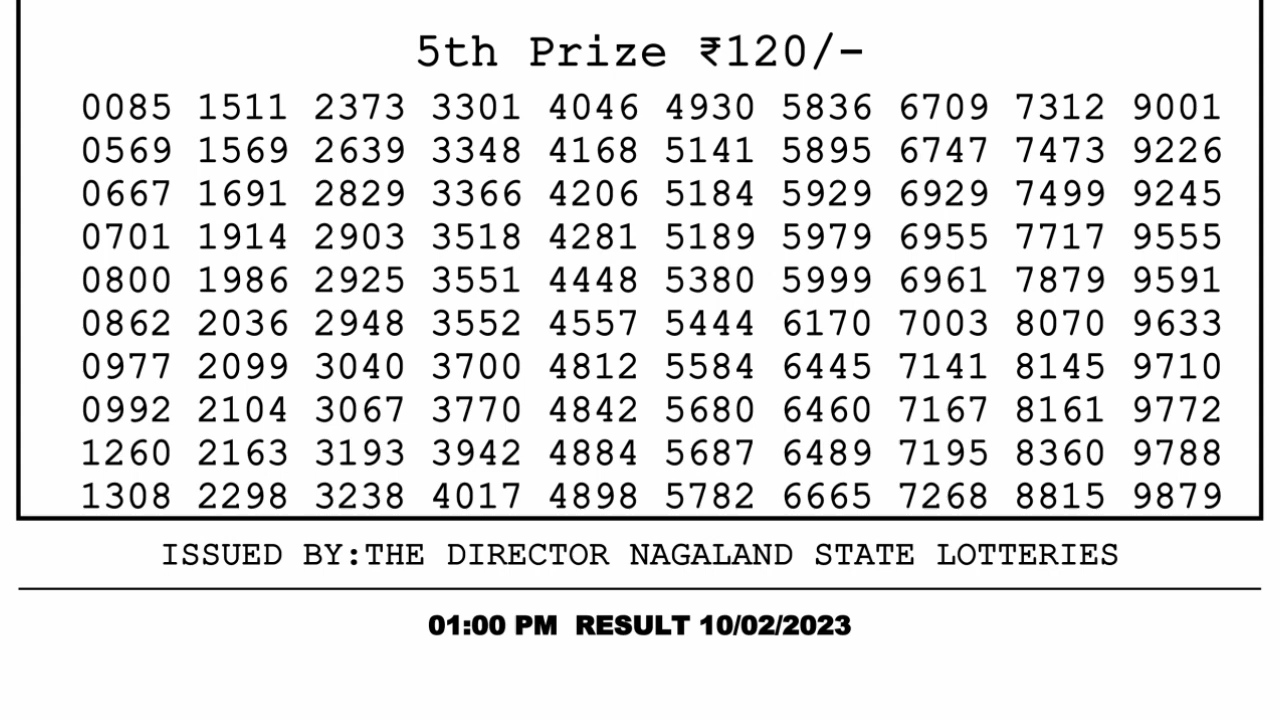 5th Prize ₹120/-
0085 1511 2373 3301 4046 4930 5836 6709 7312 9001
0569 1569 2639 3348 4168 5141 5895 6747 7473 9226
0667 1691 2829 3366 4206 5184 5929 6929 7499 9245
0701 1914 2903 3518 4281 5189 5979 6955 7717 9555
0800 1986 2925 3551 4448 5380 5999 6961 7879 9591
0862 2036 2948 3552 4557 5444 6170 7003 8070 9633
0977 2099 3040 3700 4812 5584 6445 7141 8145 9710
0992 2104 3067 3770 4842 5680 6460 7167 8161 9772
1260 2163 3193 3942 4884 5687 6489 7195 8360 9788
1308 2298 3238 4017 4898 5782 6665 7268 8815 9879
ISSUED BY:THE DIRECTOR NAGALAND STATE LOTTERIES
01:00 PM RESULT 10/02/2023